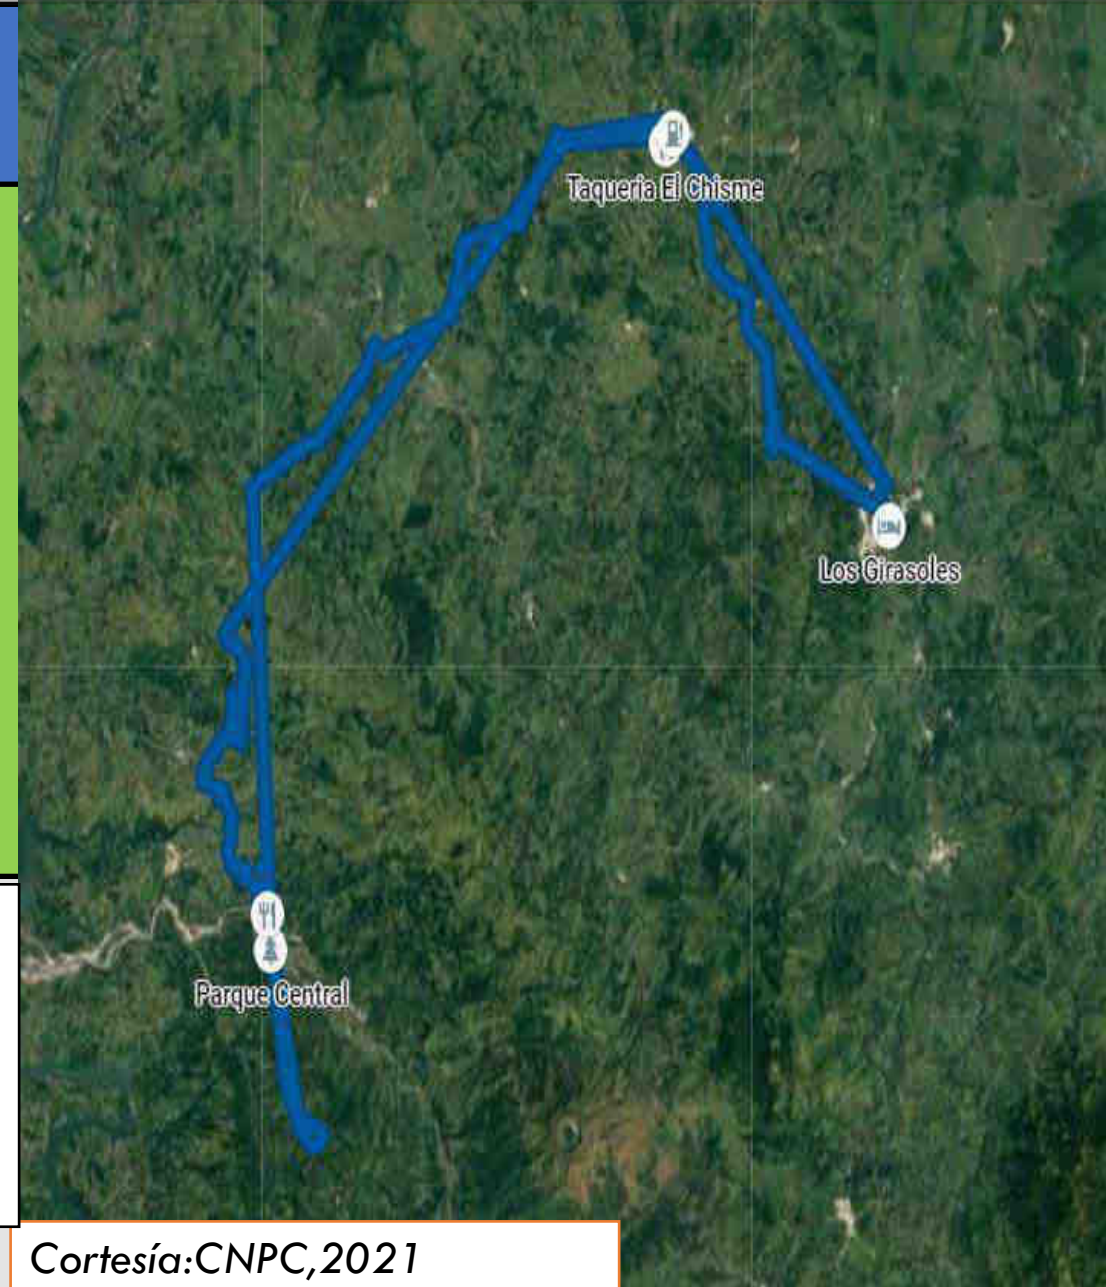 Taqueria El Chisme
Los Girasoles
Parque Central
Cortesía:CNPC,2021